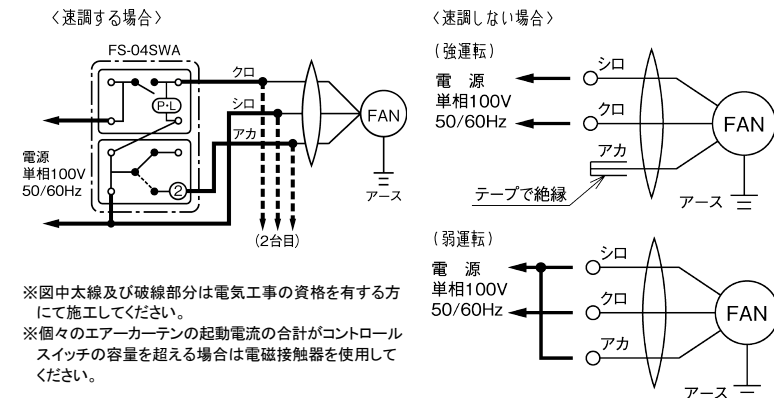 〈速調する場合〉
FS-04SWA
P・L
電源
単相100V
50/60Hz
2
クロ
シロ
アカ
FAN
アース
(2台目)
※図中太線及び破線部分は電気工事の資格を有する方
にて施工してください。
※個々のエアーカーテンの起動電流の合計がコントロール
スイッチの容量を超える場合は電磁接触器を使用して
ください。
〈速調しない場合〉
(強運転)
電 源
単相100V
50/60Hz
シロ
クロ
アカ
テープで絶縁
FAN
アース
(弱運転)
電 源
単相100V
50/60Hz
シロ
クロ
アカ
FAN
アース